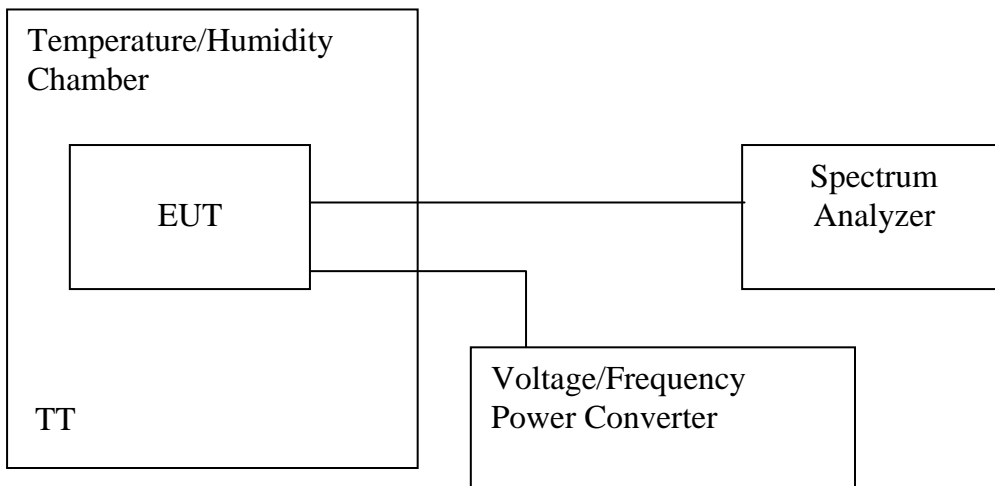 Temperature/Humidity
Chamber
EUT
Spectrum
Analyzer
Voltage/Frequency
Power Converter
TT